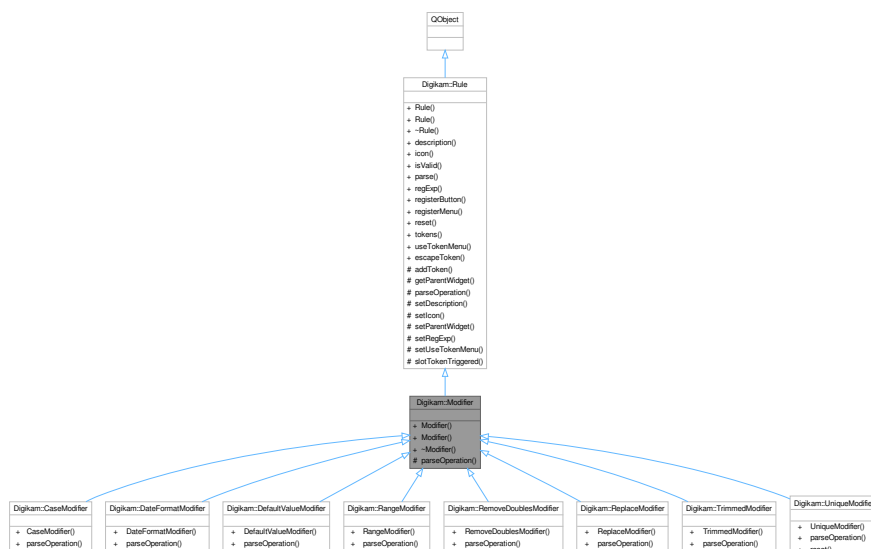 QObject
Digikam::Rule
+ Rule()
+ Rule()
+ ~Rule()
+ description()
+ icon()
+ isValid()
+ parse()
+ regExp()
+ registerButton()
+ registerMenu()
+ reset()
+ tokens()
+ useTokenMenu()
+ escapeToken()
# addToken()
# getParentWidget()
# parseOperation()
# setDescription()
# setIcon()
# setParentWidget()
# setRegExp()
# setUseTokenMenu()
# slotTokenTriggered()
Digikam::Modifier
+ Modifier()
+ Modifier()
+ ~Modifier()
# parseOperation()
Digikam::CaseModifier
+ CaseModifier()
+ parseOperation()
Digikam::DateFormatModifier
+ DateFormatModifier()
+ parseOperation()
Digikam::DefaultValueModifier
+ DefaultValueModifier()
+ parseOperation()
Digikam::RangeModifier
+ RangeModifier()
+ parseOperation()
Digikam::RemoveDoublesModifier
+ RemoveDoublesModifier()
+ parseOperation()
Digikam::ReplaceModifier
+ ReplaceModifier()
+ parseOperation()
Digikam::TrimmedModifier
+ TrimmedModifier()
+ parseOperation()
Digikam::UniqueModifier
+ UniqueModifier()
+ parseOperation()